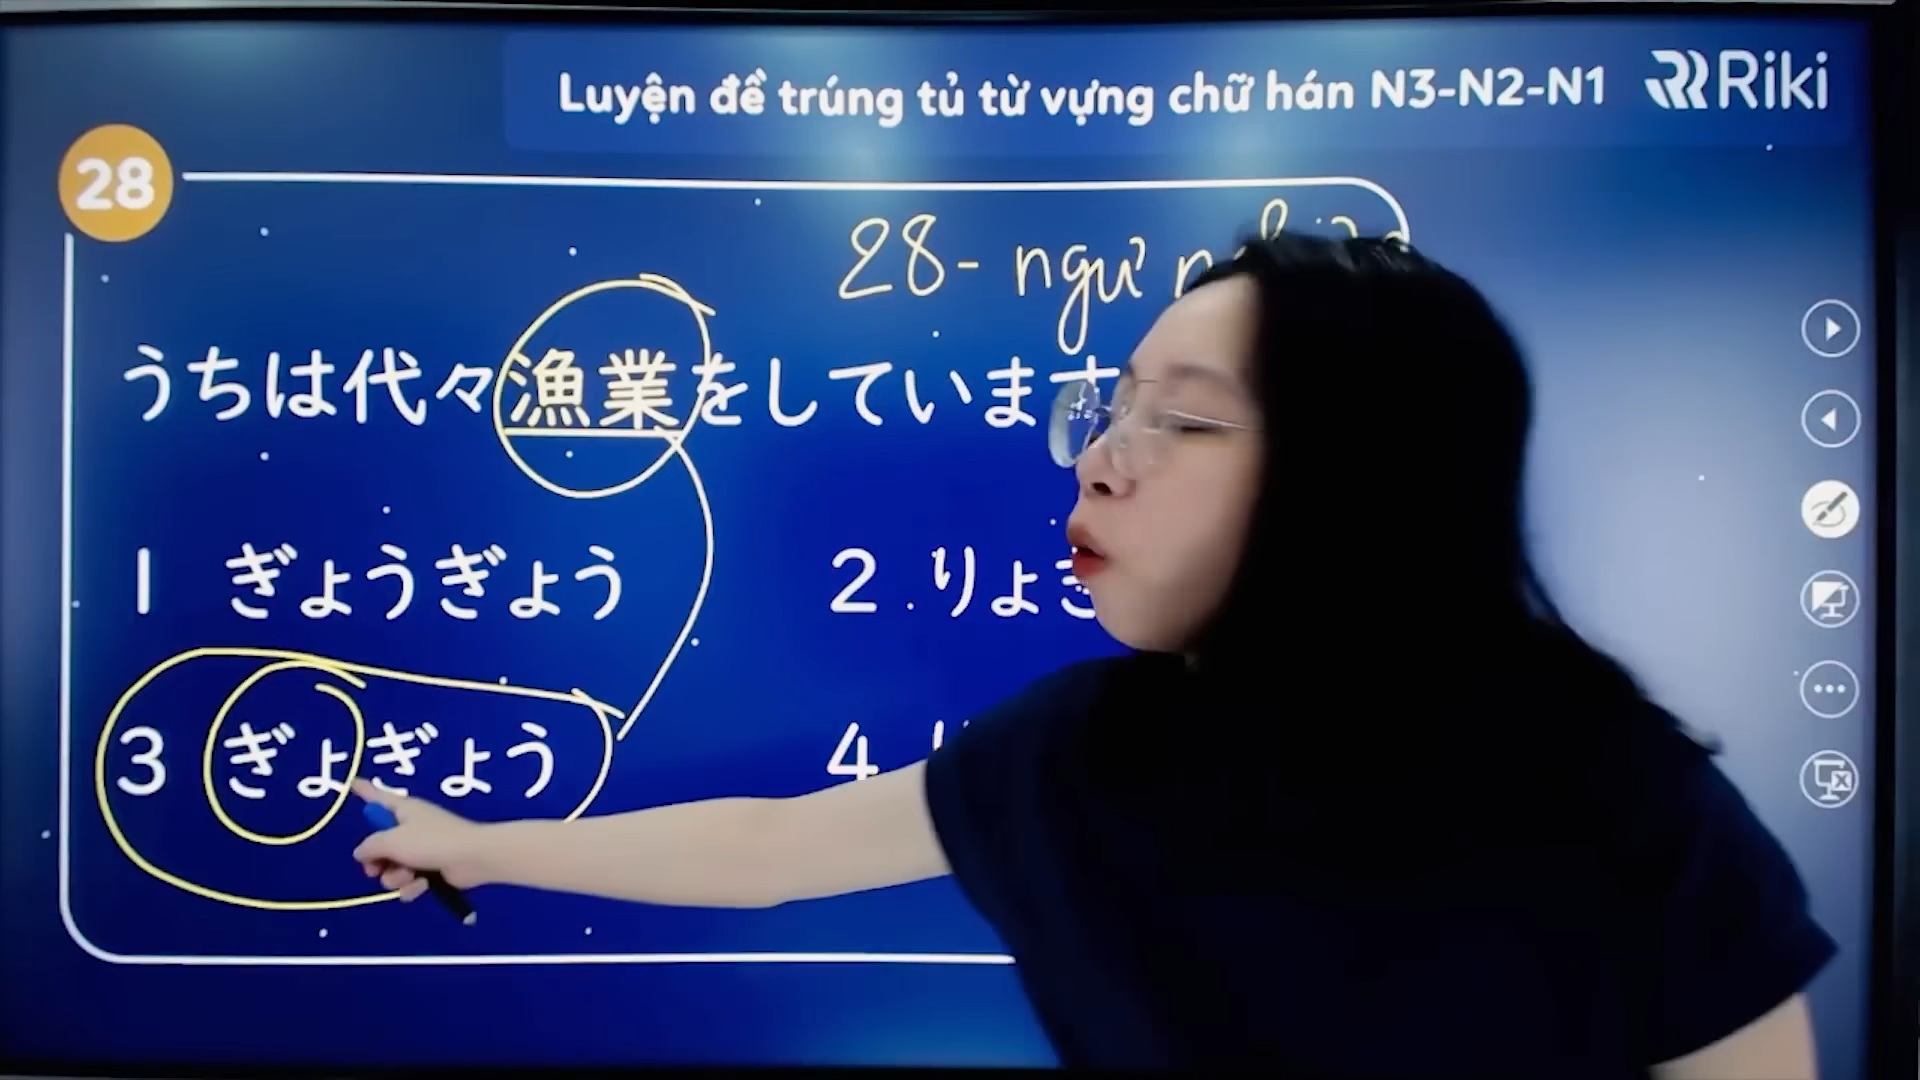 Luyện đề trúng tủ từ vựng chữ hán N3-N2-N1
Riki
28
28- ngư
うちは代々漁業をしています
1 ぎょうぎょう
2 りょぎ
3 ぎょぎょう
4